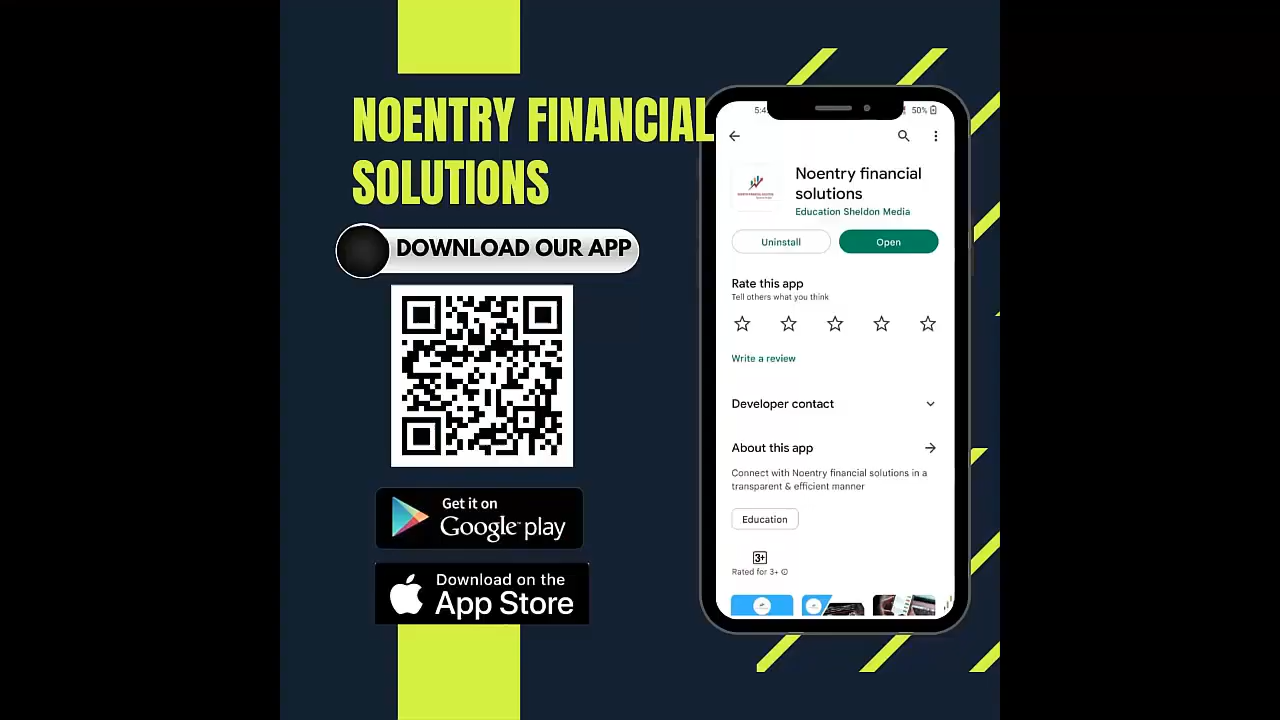 NOENTRY FINANCIAL
SOLUTIONS
DOWNLOAD OUR APP
Get it on
Google play
Download on the
App Store
50%
Noentry financial
solutions
Education Sheldon Media
Uninstall
Open
Rate this app
Tell others what you think
Write a review
Developer contact
About this app
Connect with Noentry financial solutions in a
transparent & efficient manner
Education
3+
Rated for 3+